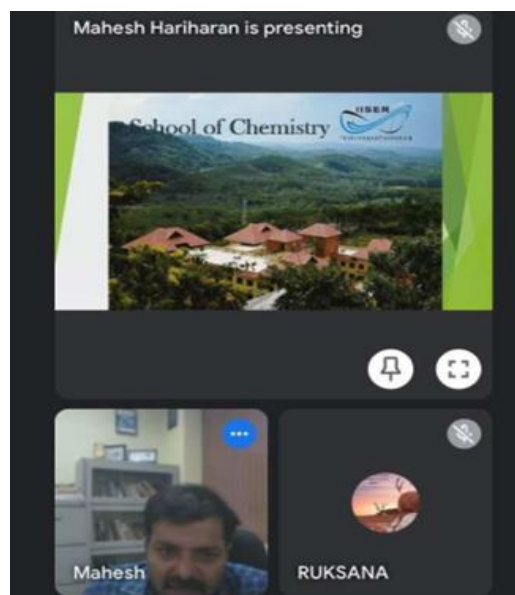 Mahesh Hariharan is presenting
School of Chemistry
IISER
Mahesh
RUKSANA